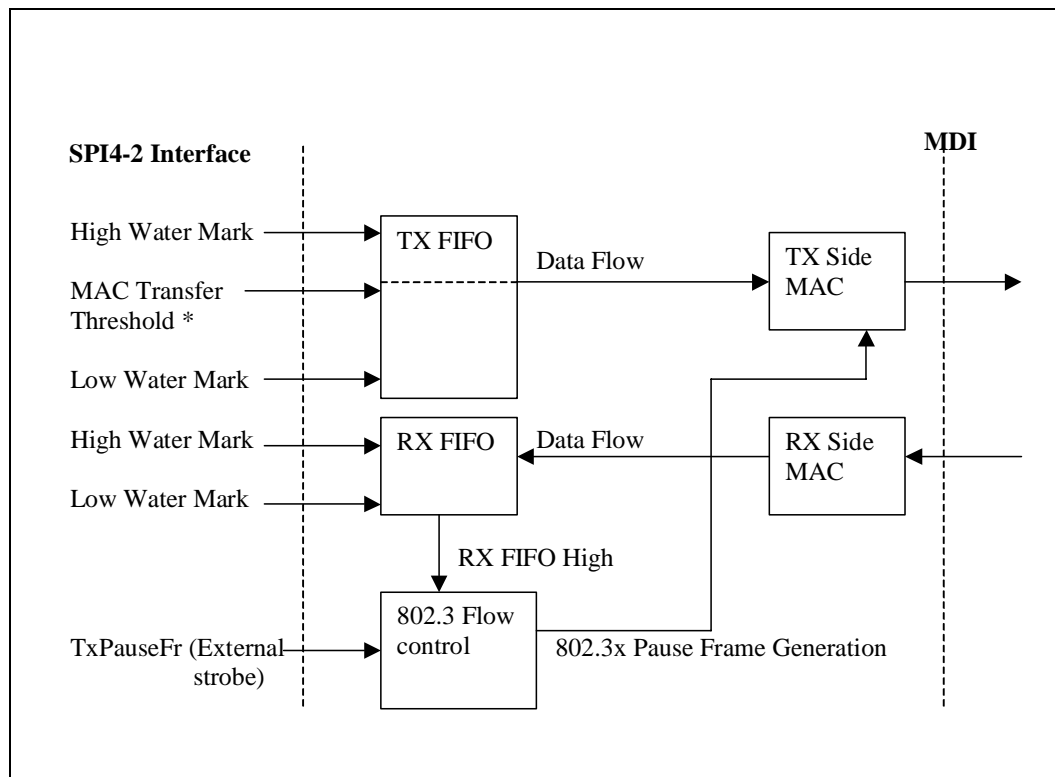 SPI4-2 Interface
MDI
High Water Mark
TX FIFO
Data Flow
TX Side
MAC
MAC Transfer
Threshold *
Low Water Mark
High Water Mark
RX FIFO
Data Flow
RX Side
MAC
Low Water Mark
RX FIFO High
802.3 Flow
control
TxPauseFr (External
strobe)
802.3x Pause Frame Generation